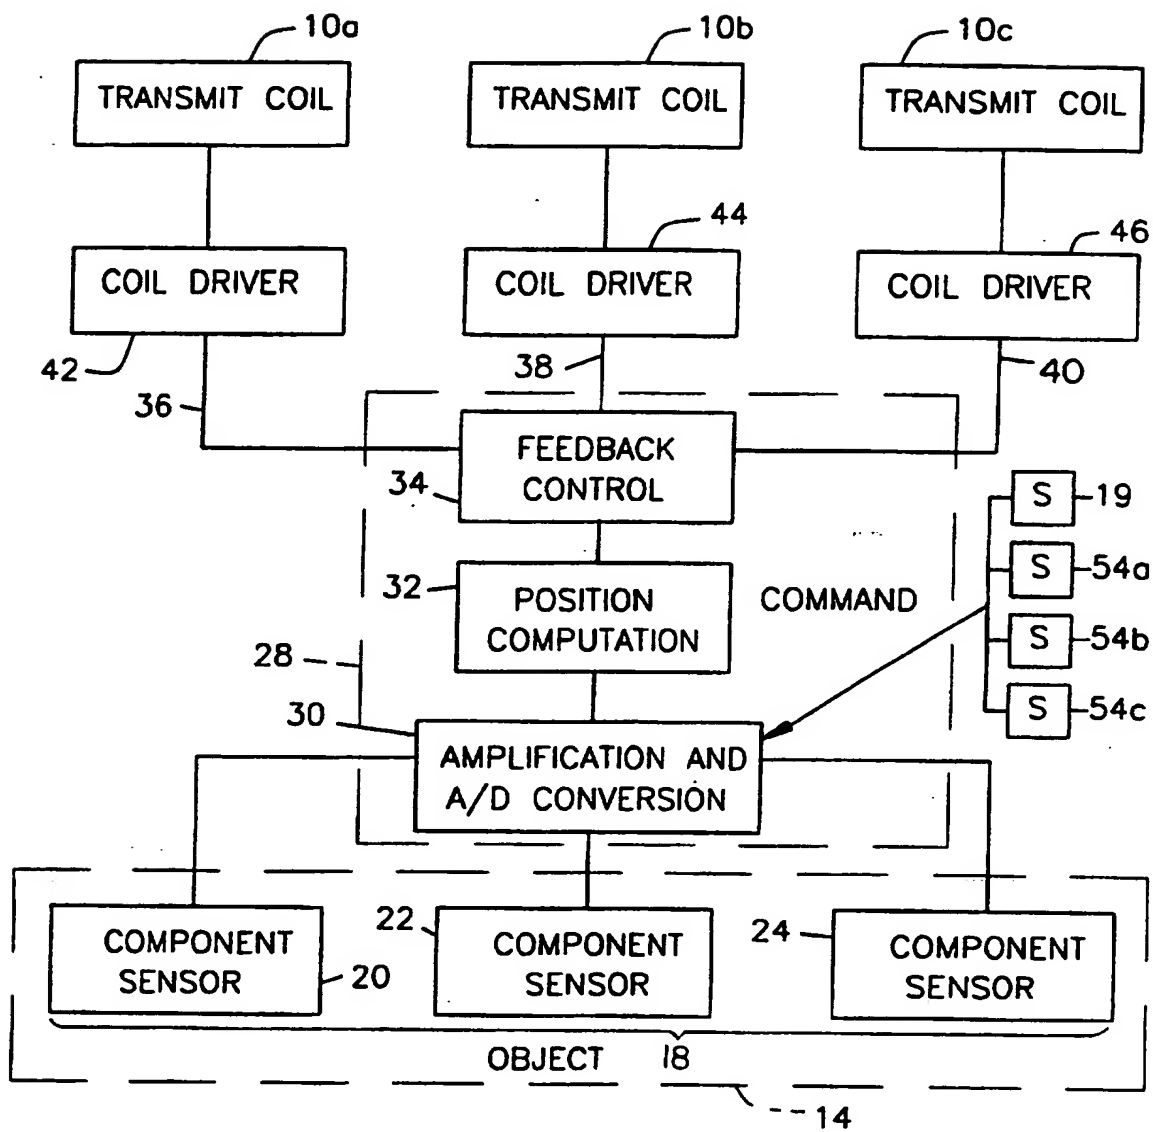 10a
10b
10c
TRANSMIT COIL
TRANSMIT COIL
TRANSMIT COIL
44
46
COIL DRIVER
COIL DRIVER
COIL DRIVER
42
38
40
36
FEEDBACK
CONTROL
34
S
19
S
54a
32
POSITION
COMPUTATION
COMMAND
S
54b
28
S
54c
30
AMPLIFICATION AND
A/D CONVERSION
22
24
COMPONENT
SENSOR
20
COMPONENT
SENSOR
COMPONENT
SENSOR
OBJECT 18
14